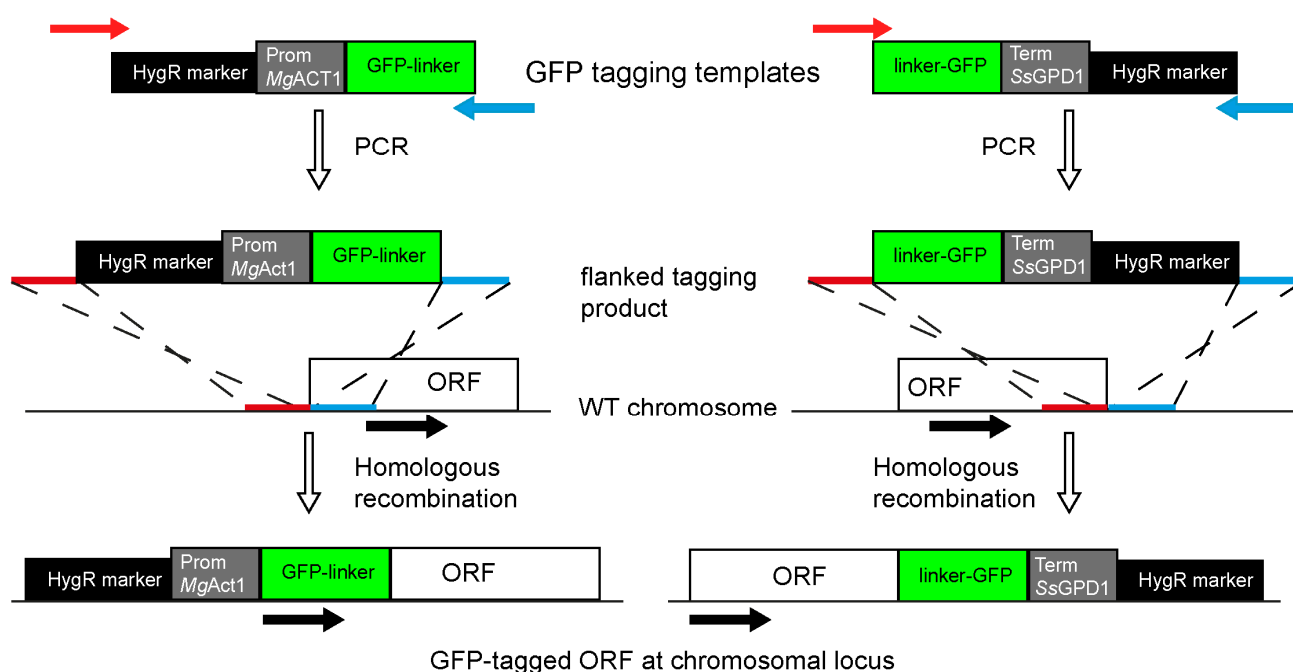 HygR marker
Prom
MgACT1
GFP-linker
GFP tagging templates
linker-GFP
Term
SsGPD1
HygR marker
PCR
PCR
HygR marker
Prom
MgAct1
GFP-linker
flanked tagging
product
linker-GFP
Term
SsGPD1
HygR marker
ORF
WT chromosome
ORF
Homologous
recombination
Homologous
recombination
HygR marker
Prom
MgAct1
GFP-linker
ORF
ORF
linker-GFP
Term
SsGPD1
HygR marker
GFP-tagged ORF at chromosomal locus